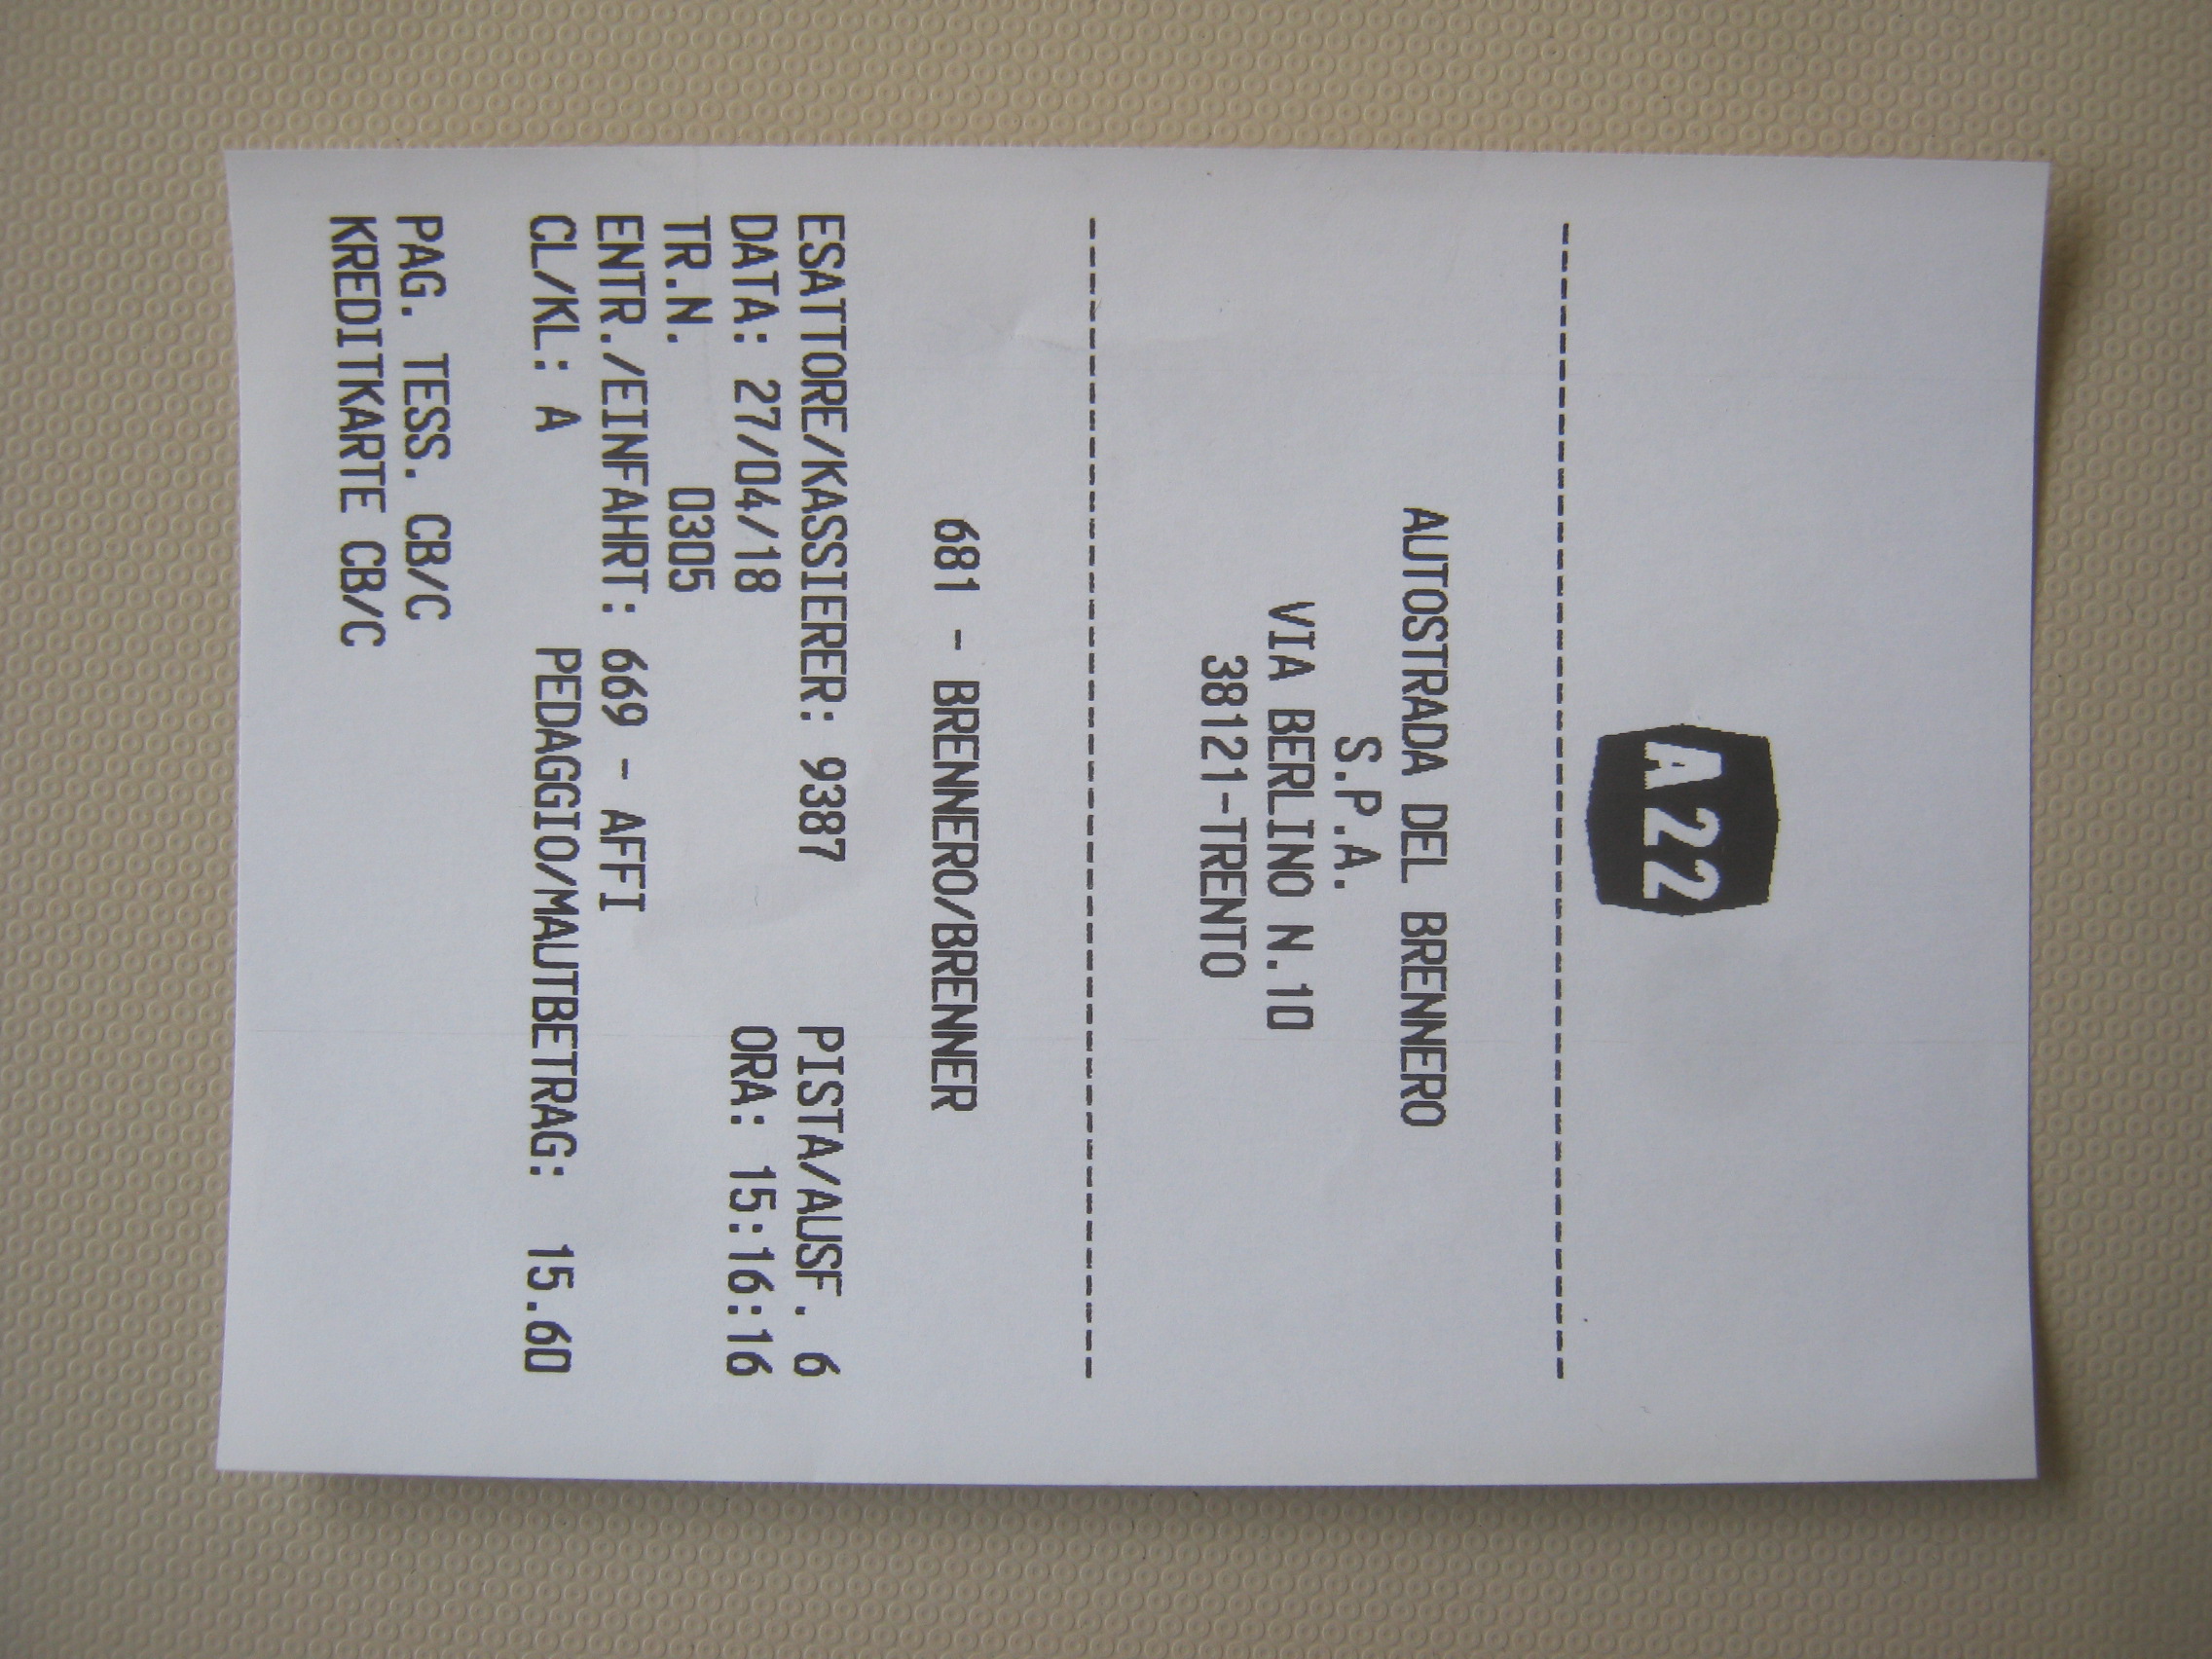 A22
AUTOSTRADA DEL BRENNERO
S.P.A.
VIA BERLINO N.10
38121-TRENTO
681 - BRENNERO/BRENNER
ESATTORE/KASSIERER: 9387 PISTA/AUSF. 6
DATA: 27/04/18 ORA: 15:16:16
TR.N. 0305
ENTR./EINFAHRT: 669 - AFFI
CL/KL: A PEDAGGIO/MAUTBETRAG: 15.60
PAG. TESS. CB/C
KREDITKARTE CB/C